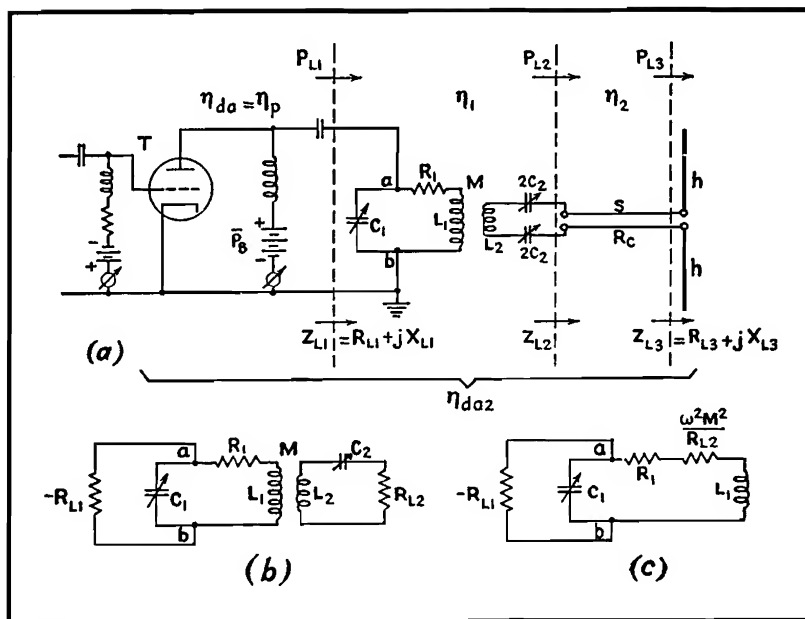 P_L1 P_L2 P_L3
η_da = η_p η_1 η_2
T
a R_1 M 2C_2 h
C_1 L_1 L_2 S
+ P̅_B -
R_c
- +
b 2C_2 h
(a) Z_L1 = R_L1 + j X_L1 Z_L2 Z_L3 = R_L3 + j X_L3
η_da2
a R_1 M C_2
-R_L1 C_1 L_1 L_2 R_L2
b
(b)
a R_1 ω²M²/R_L2
-R_L1 C_1 L_1
b
(c)